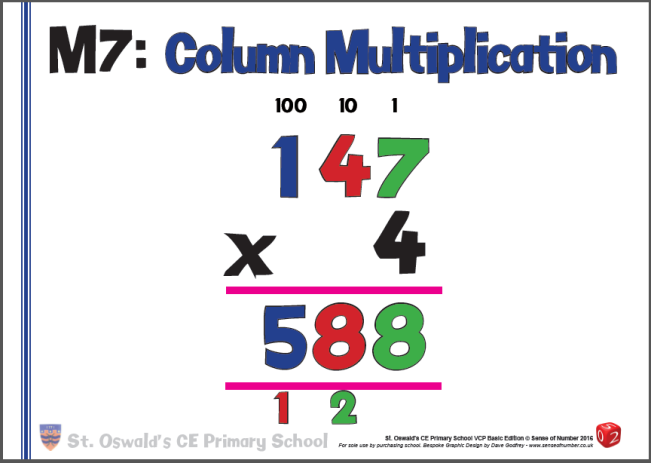 M7: Column Multiplication
100 10 1
147
x 4
588
1 2
St. Oswald's CE Primary School
St. Oswald's CE Primary School VCP Basic Edition © Sense of Number 2016
For sole use by purchasing school. Bespoke Graphic Design by Dave Godfrey - www.senseofnumber.co.uk